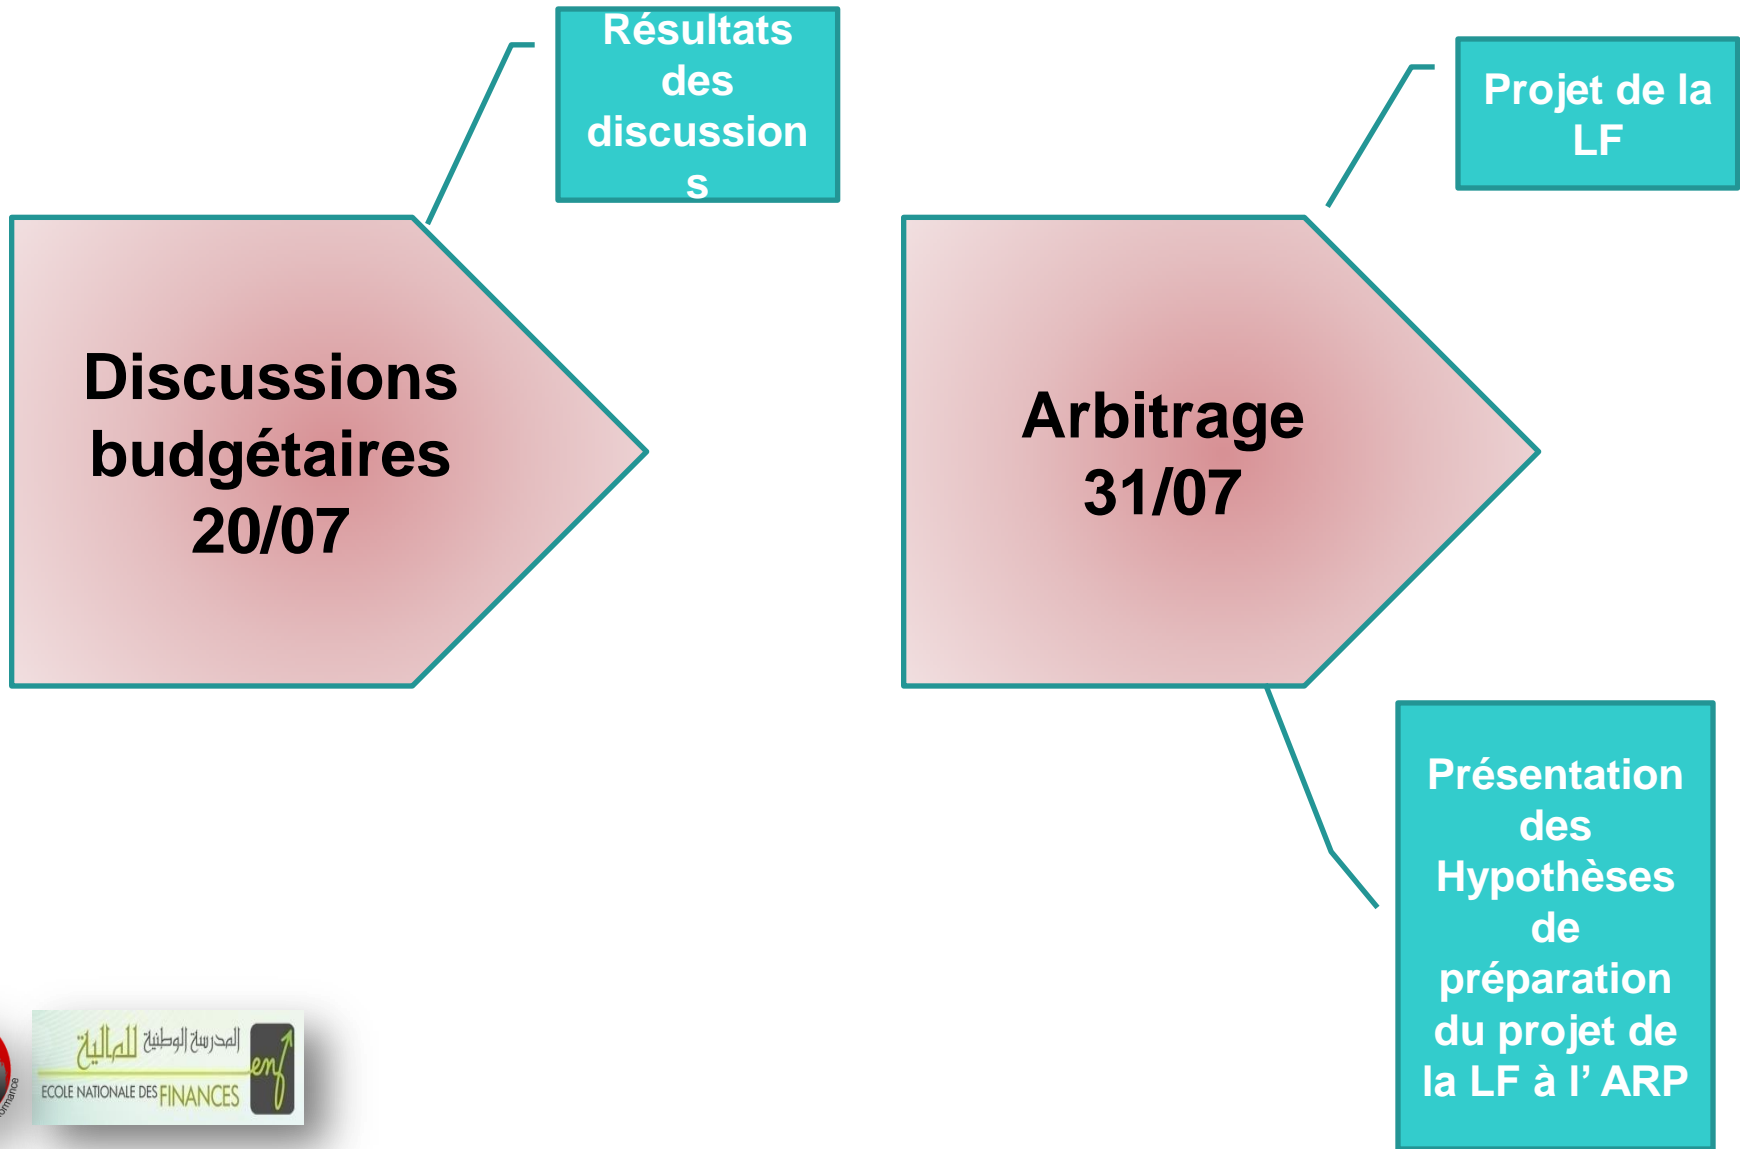 Résultats
des
discussion
s
Projet de la
LF
Discussions
budgétaires
20/07
Arbitrage
31/07
Présentation
des
Hypothèses
de
préparation
du projet de
la LF à l’ ARP
المدرسة الوطنية للمالية
ECOLE NATIONALE DES FINANCES
enf